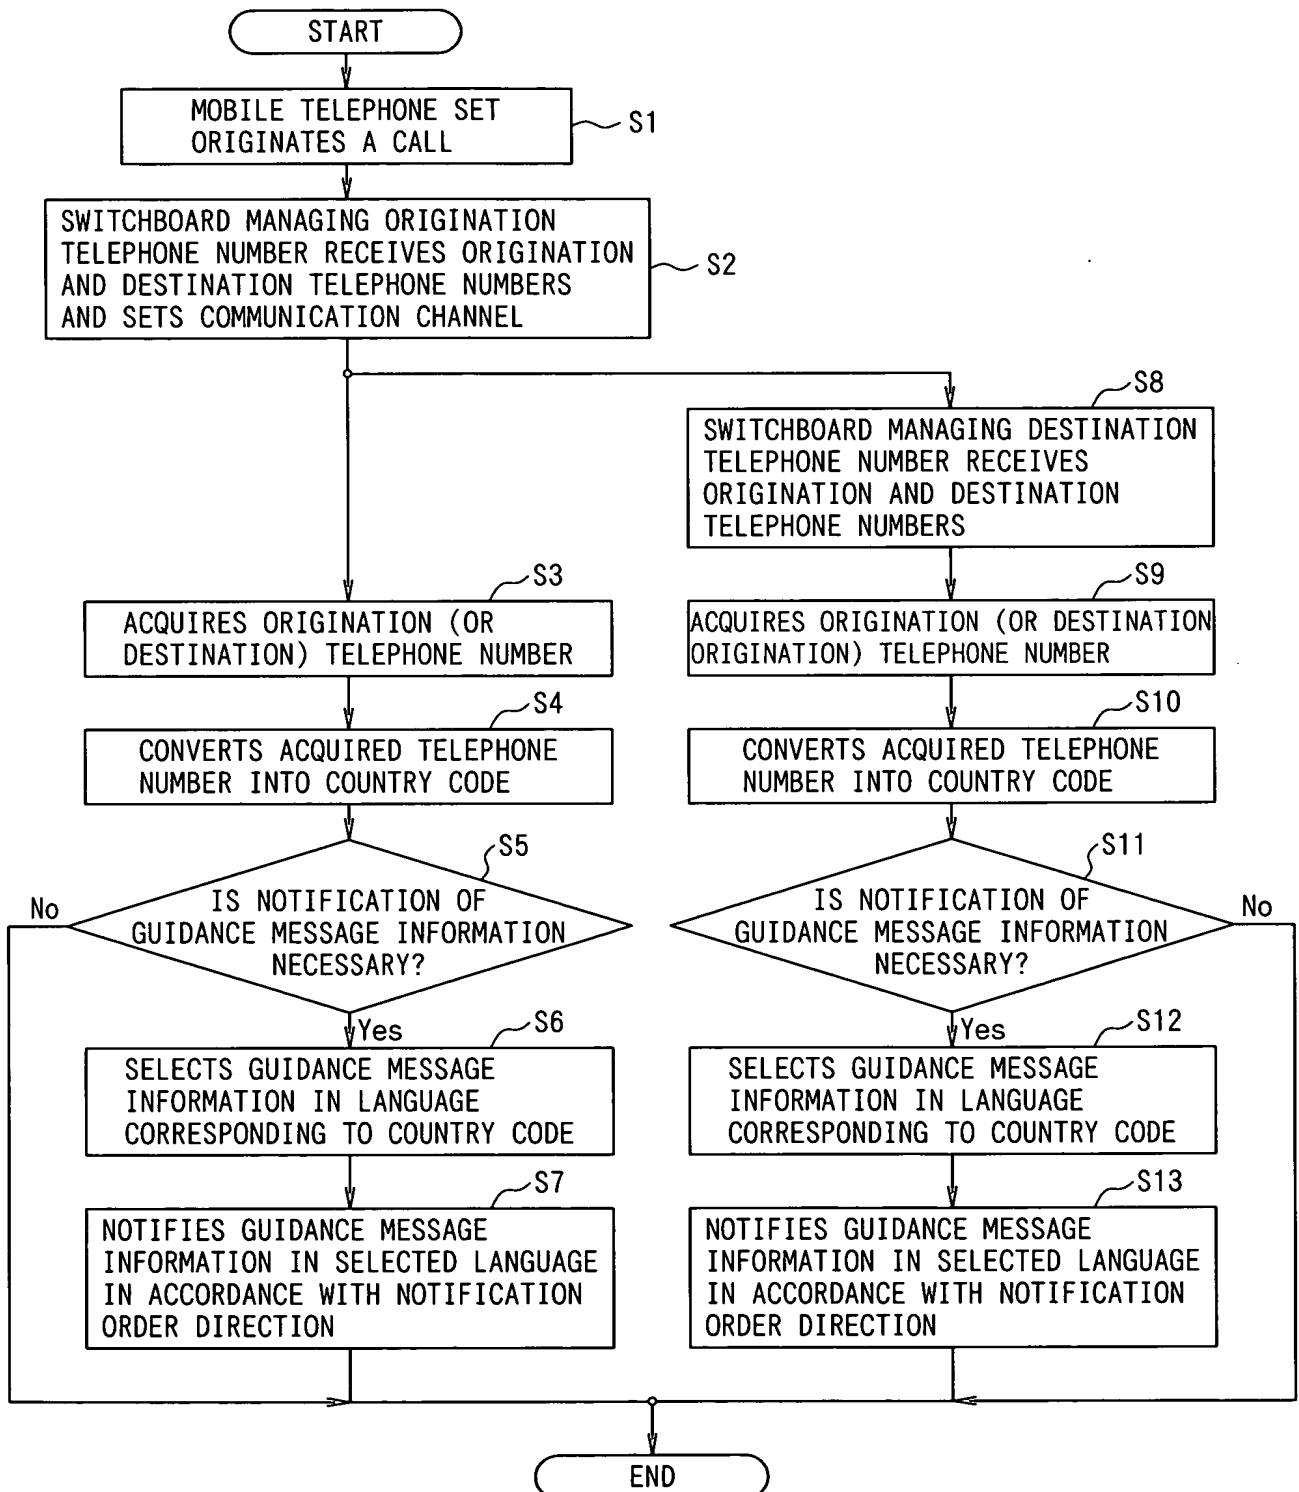 START
MOBILE TELEPHONE SET
ORIGINATES A CALL
S1
SWITCHBOARD MANAGING ORIGINATION
TELEPHONE NUMBER RECEIVES ORIGINATION
AND DESTINATION TELEPHONE NUMBERS
AND SETS COMMUNICATION CHANNEL
S2
S8
SWITCHBOARD MANAGING DESTINATION
TELEPHONE NUMBER RECEIVES
ORIGINATION AND DESTINATION
TELEPHONE NUMBERS
S3
ACQUIRES ORIGINATION (OR
DESTINATION) TELEPHONE NUMBER
S9
ACQUIRES ORIGINATION (OR DESTINATION
ORIGINATION) TELEPHONE NUMBER
S4
CONVERTS ACQUIRED TELEPHONE
NUMBER INTO COUNTRY CODE
S10
CONVERTS ACQUIRED TELEPHONE
NUMBER INTO COUNTRY CODE
S5
No
IS NOTIFICATION OF
GUIDANCE MESSAGE INFORMATION
NECESSARY?
Yes
S11
IS NOTIFICATION OF
GUIDANCE MESSAGE INFORMATION
NECESSARY?
No
Yes
S6
SELECTS GUIDANCE MESSAGE
INFORMATION IN LANGUAGE
CORRESPONDING TO COUNTRY CODE
S12
SELECTS GUIDANCE MESSAGE
INFORMATION IN LANGUAGE
CORRESPONDING TO COUNTRY CODE
S7
NOTIFIES GUIDANCE MESSAGE
INFORMATION IN SELECTED LANGUAGE
IN ACCORDANCE WITH NOTIFICATION
ORDER DIRECTION
S13
NOTIFIES GUIDANCE MESSAGE
INFORMATION IN SELECTED LANGUAGE
IN ACCORDANCE WITH NOTIFICATION
ORDER DIRECTION
END